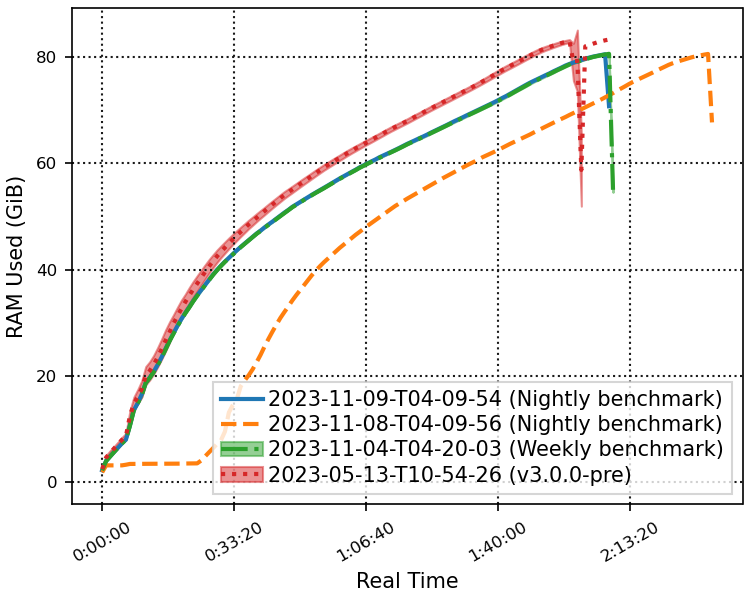 80
60
40
20
0
RAM Used (GiB)
2023-11-09-T04-09-54 (Nightly benchmark)
2023-11-08-T04-09-56 (Nightly benchmark)
2023-11-04-T04-20-03 (Weekly benchmark)
2023-05-13-T10-54-26 (v3.0.0-pre)
0:00:00
0:33:20
1:06:40
1:40:00
2:13:20
Real Time